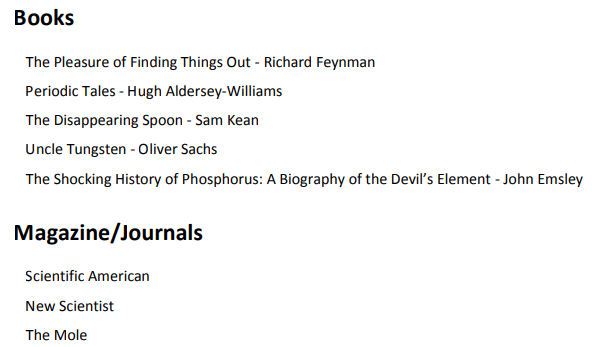 Books
The Pleasure of Finding Things Out - Richard Feynman
Periodic Tales - Hugh Aldersey-Williams
The Disappearing Spoon - Sam Kean
Uncle Tungsten - Oliver Sachs
The Shocking History of Phosphorus: A Biography of the Devil’s Element - John Emsley
Magazine/Journals
Scientific American
New Scientist
The Mole